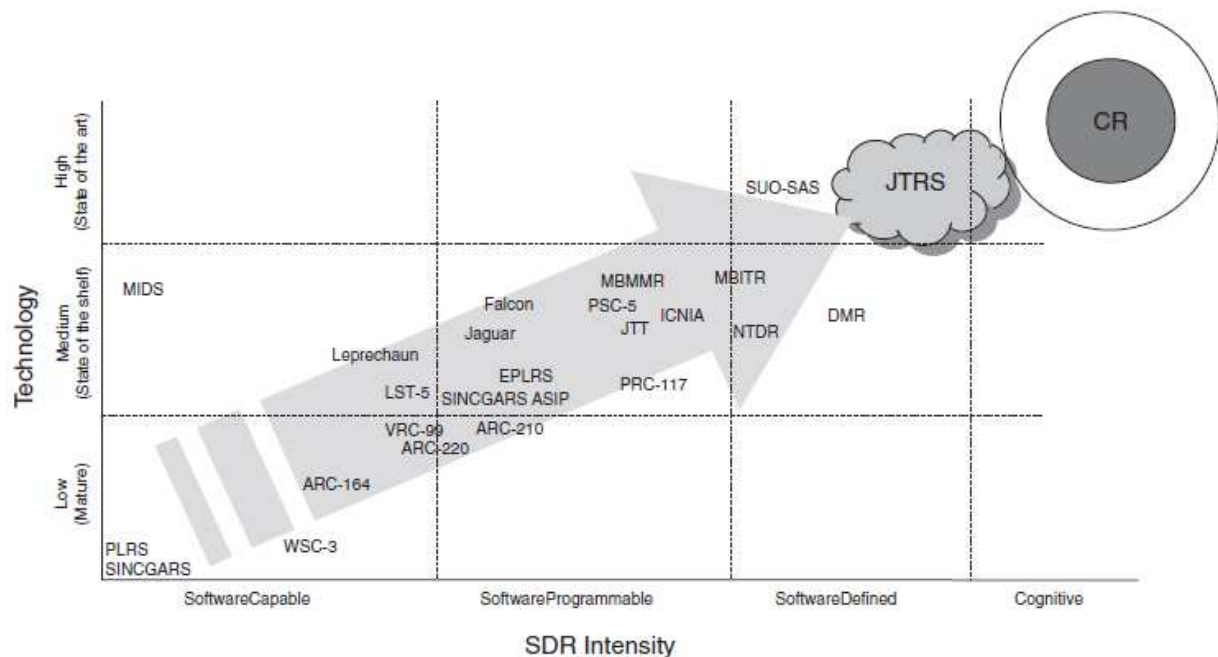 CR
High
(State of the art)
SUO-SAS
JTRS
Technology
Medium
(State of the shelf)
MIDS
MBMMR
MBITR
Falcon
PSC-5
ICNIA
DMR
Jaguar
JTT
NTDR
Leprechaun
EPLRS
PRC-117
LST-5
SINCGARS ASIP
VRC-99
ARC-210
ARC-220
Low
(Mature)
ARC-164
WSC-3
PLRS
SINCGARS
SoftwareCapable
SoftwareProgrammable
SoftwareDefined
Cognitive
SDR Intensity